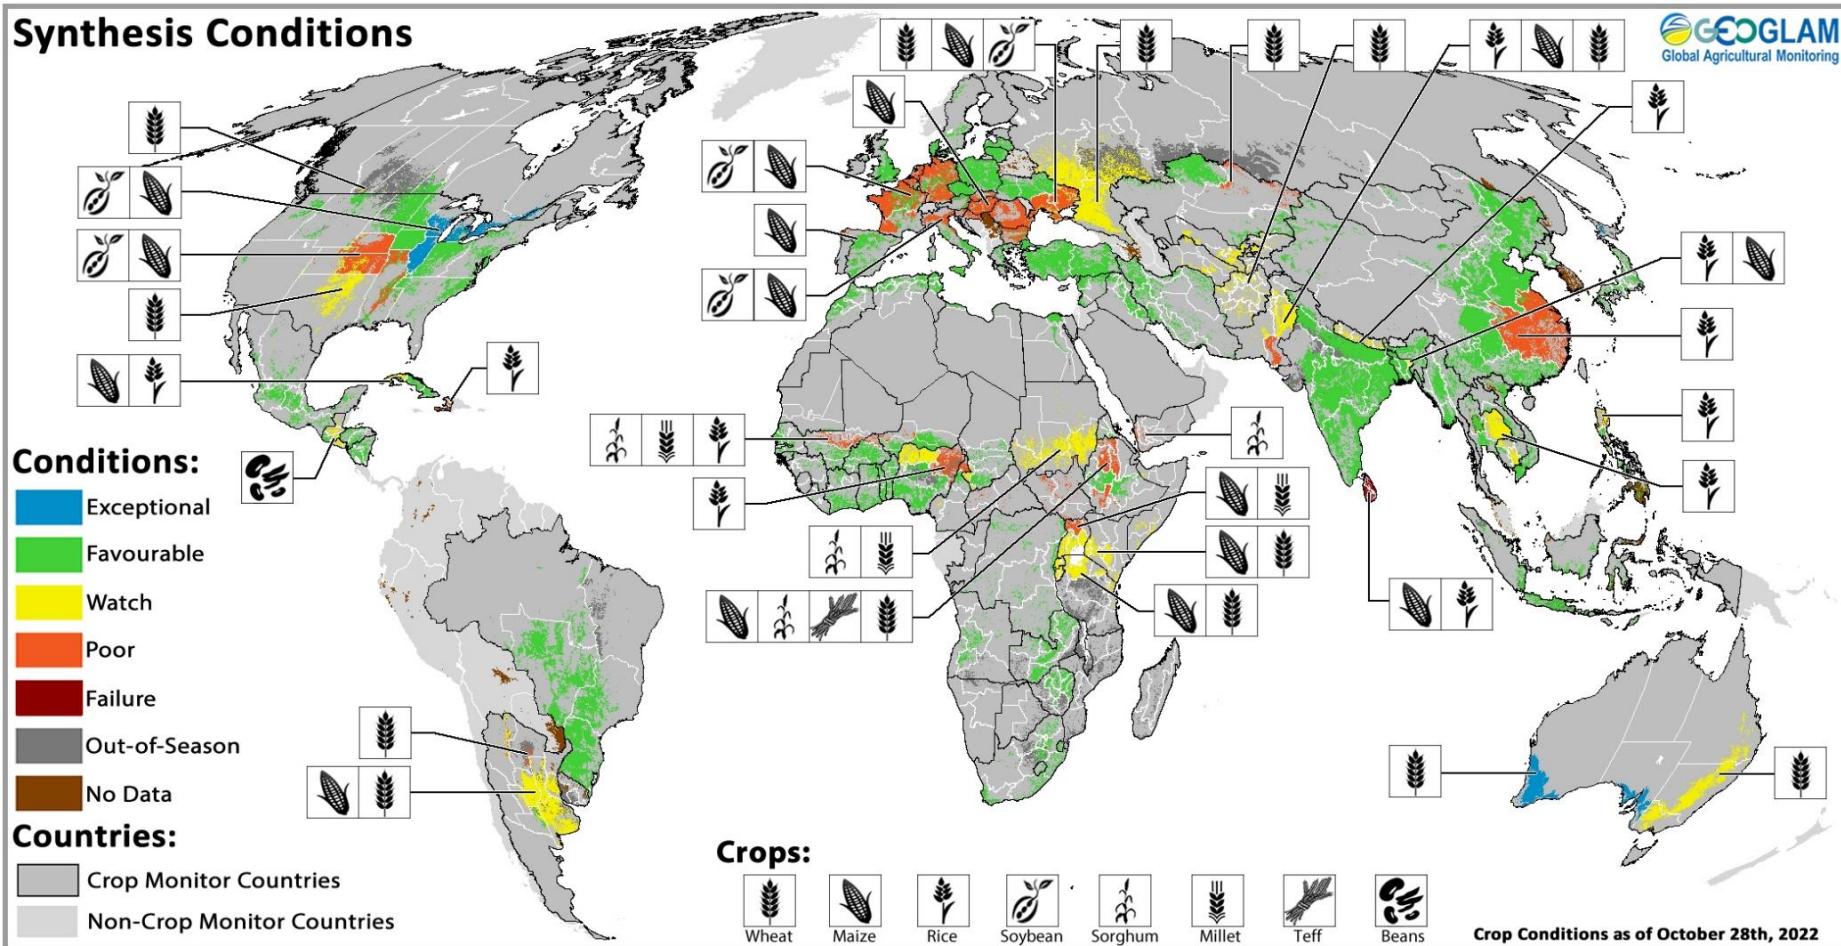 Synthesis Conditions
GEOGLAM
Global Agricultural Monitoring
Conditions:
Exceptional
Favourable
Watch
Poor
Failure
Out-of-Season
No Data
Countries:
Crop Monitor Countries
Non-Crop Monitor Countries
Crops:
Wheat
Maize
Rice
Soybean
Sorghum
Millet
Teff
Beans
Crop Conditions as of October 28th, 2022